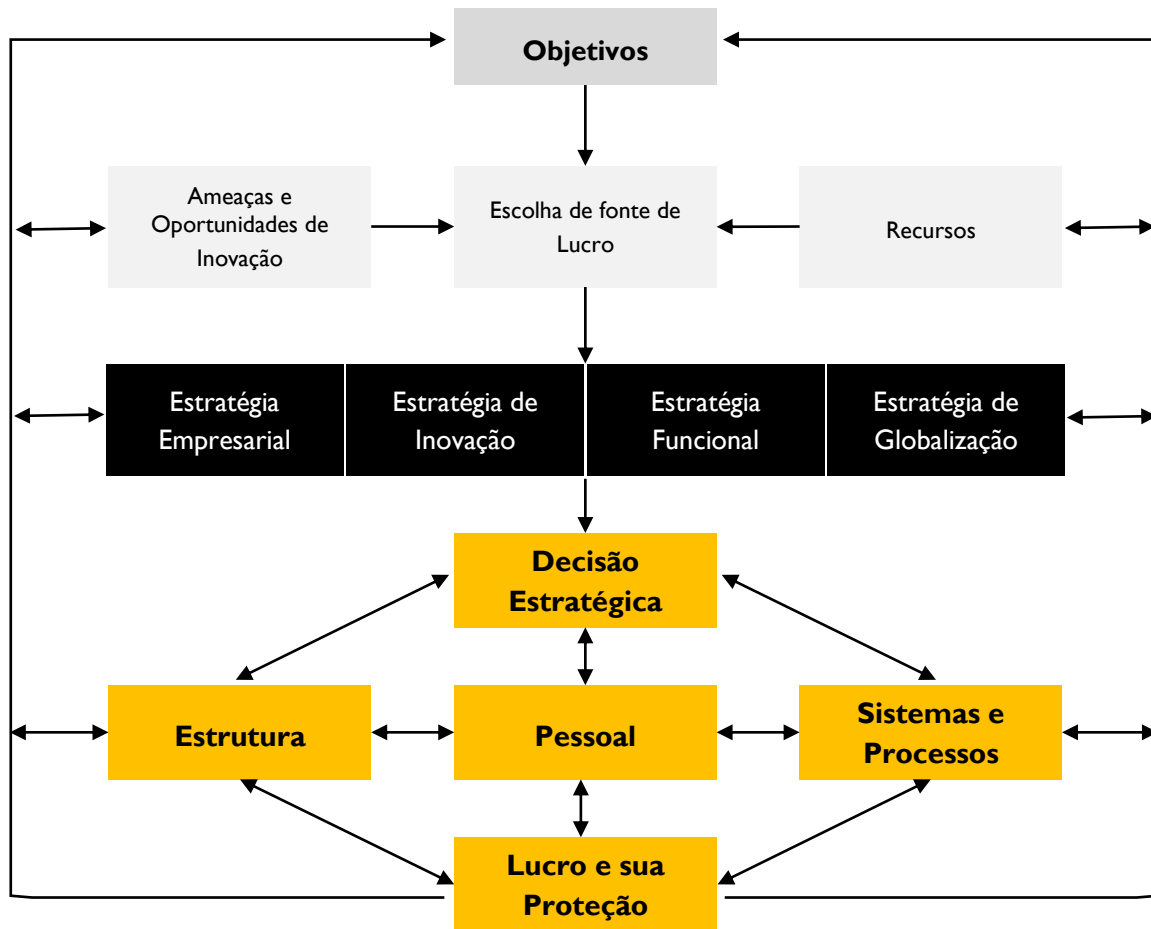 Objetivos
Ameaças e
Oportunidades de
Inovação
Escolha de fonte de
Lucro
Recursos
Estratégia
Empresarial
Estratégia de
Inovação
Estratégia
Funcional
Estratégia de
Globalização
Decisão
Estratégica
Estrutura
Pessoal
Sistemas e
Processos
Lucro e sua
Proteção